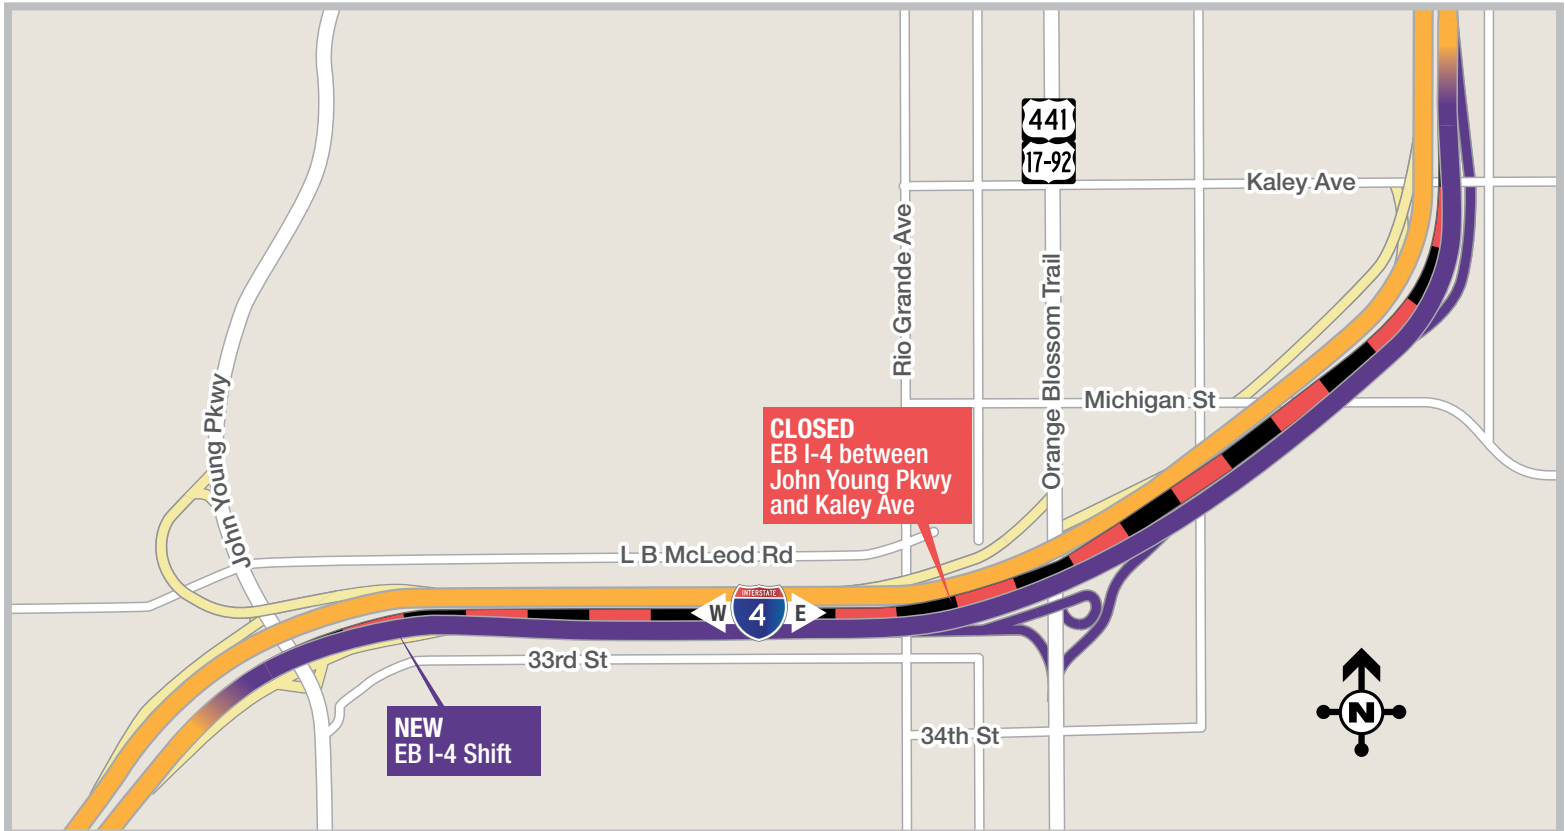 441
17-92
Kaley Ave
Rio Grande Ave
Orange Blossom Trail
John Young Pkwy
Michigan St
CLOSED
EB I-4 between
John Young Pkwy
and Kaley Ave
L B McLeod Rd
INTERSTATE
W 4 E
33rd St
NEW
EB I-4 Shift
34th St
N